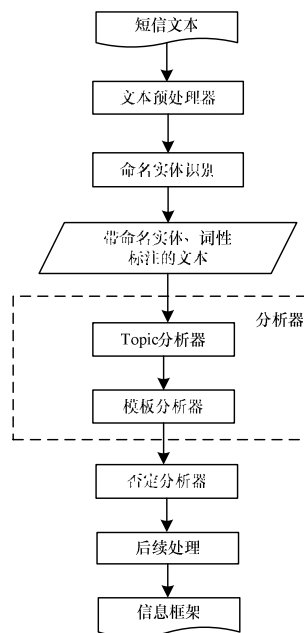 短信文本
文本预处理器
命名实体识别
带命名实体、词性
标注的文本
分析器
Topic分析器
模板分析器
否定分析器
后续处理
信息框架